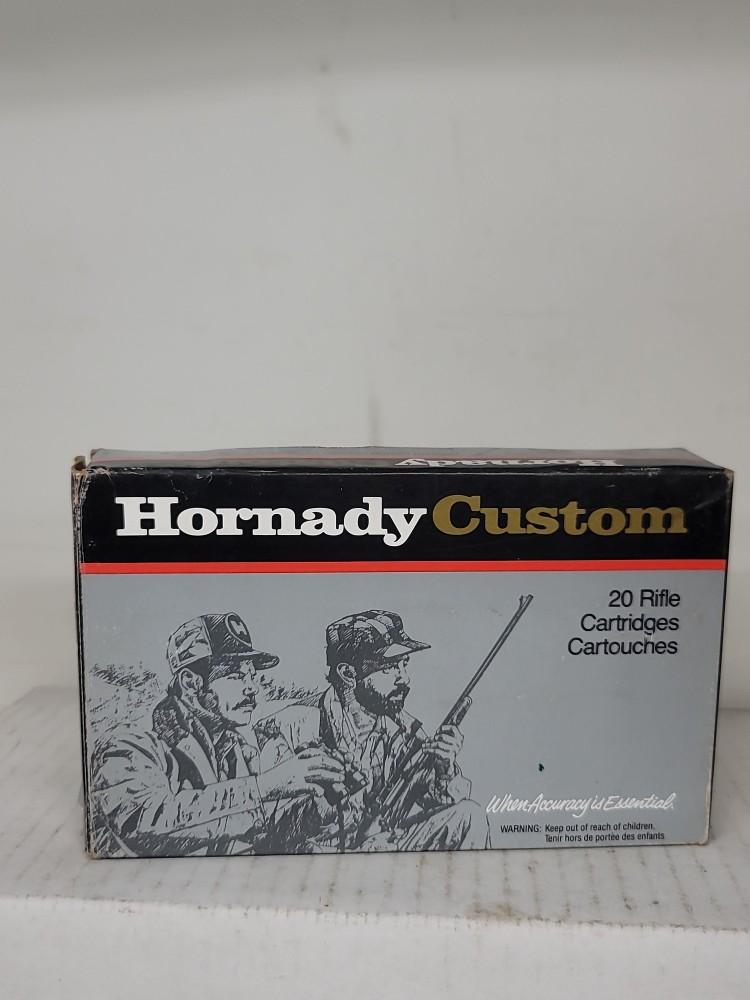 Hornady
Hornady Custom
20 Rifle
Cartridges
Cartouches
When Accuracy is Essential.
WARNING: Keep out of reach of children.
Tenir hors de portée des enfants